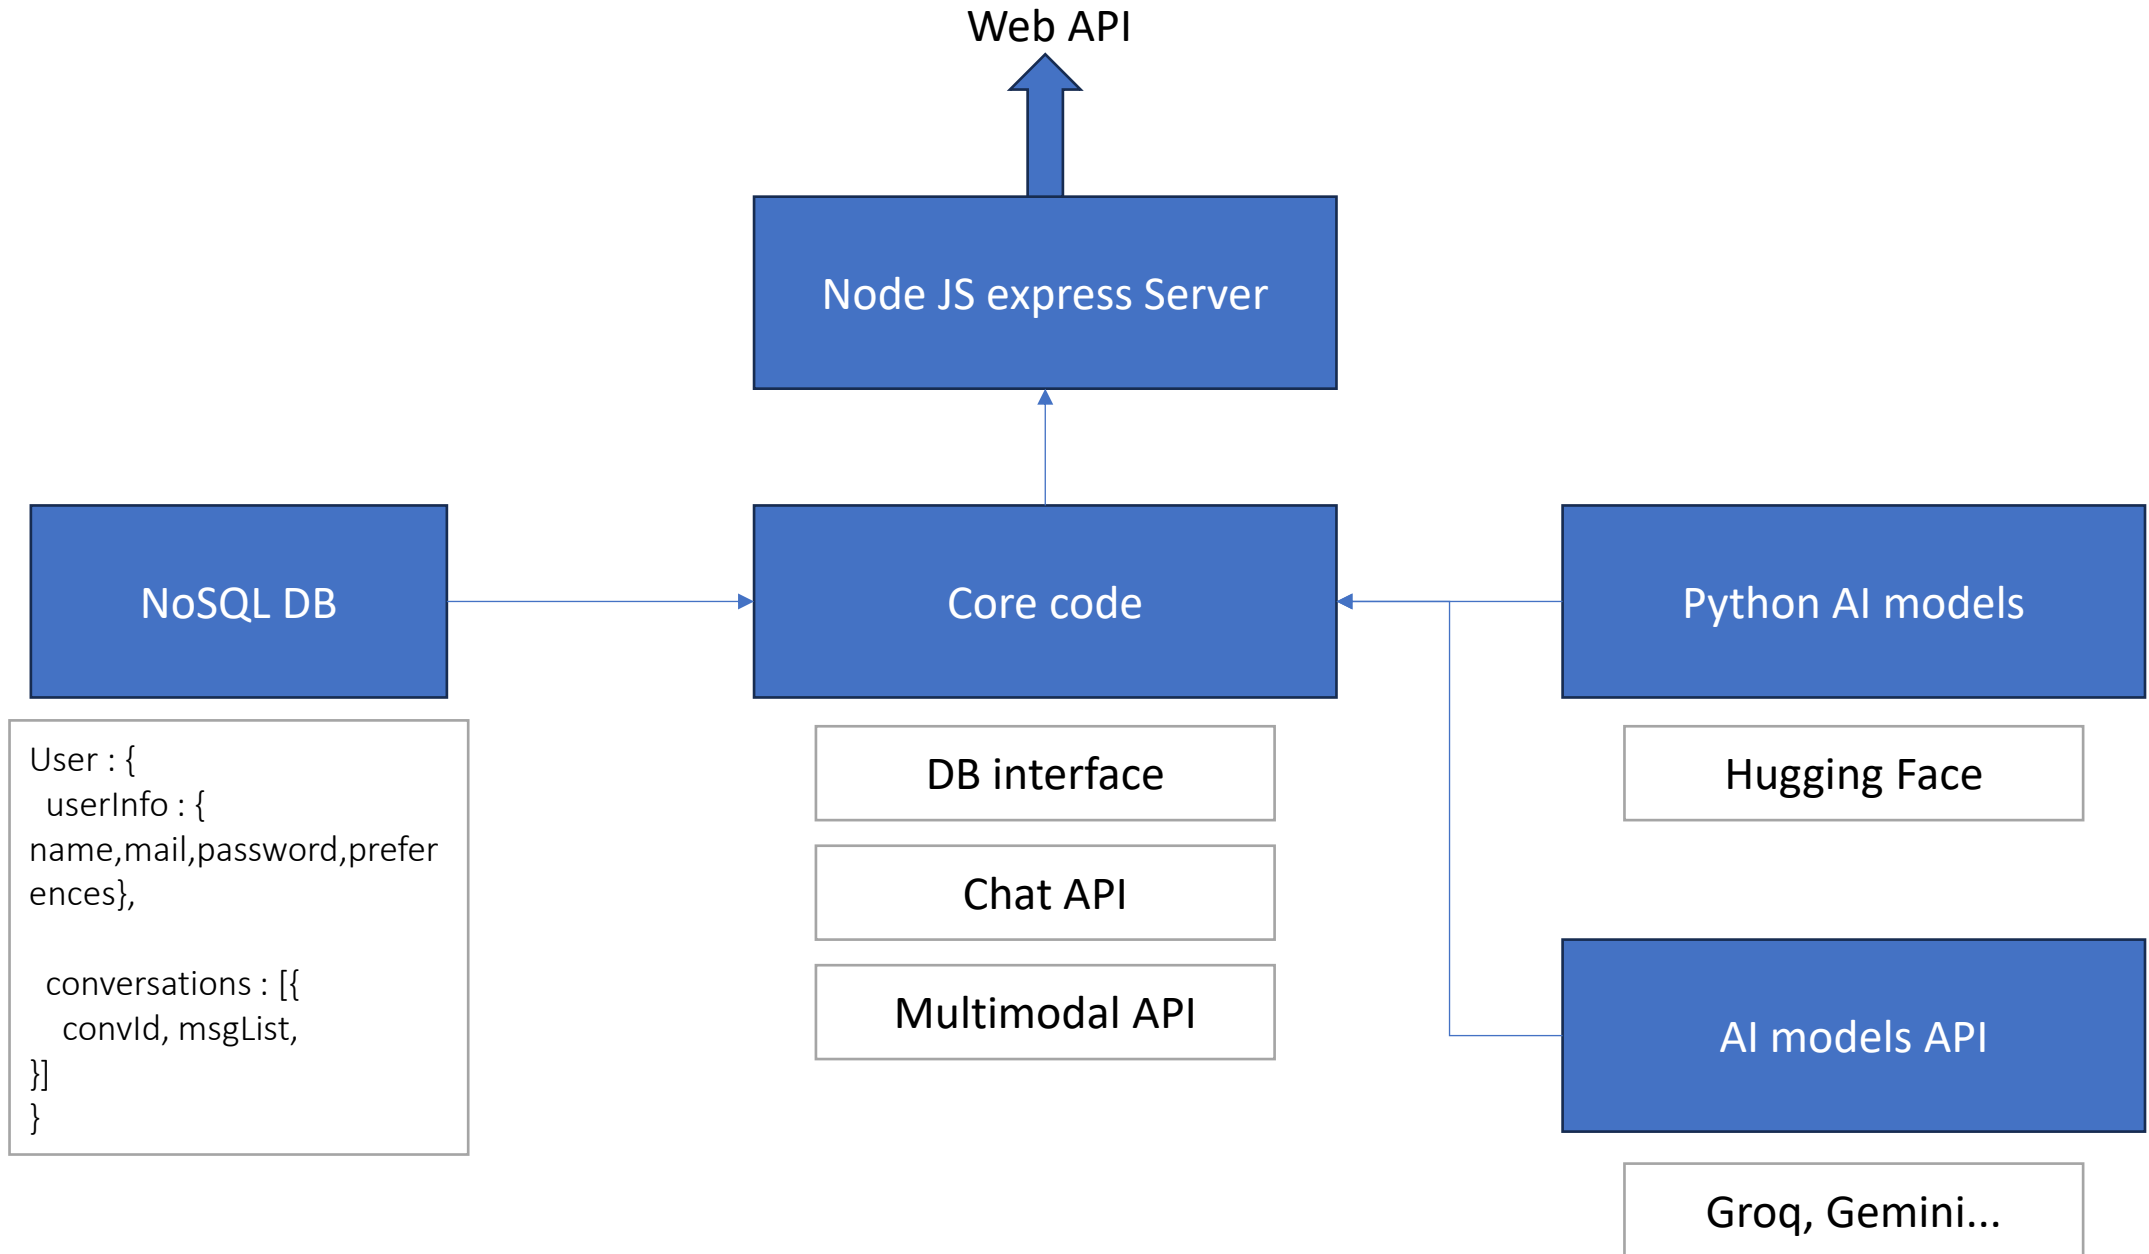 Web API
Node JS express Server
NoSQL DB
Core code
Python AI models
User : {
userInfo : {
name,mail,password,prefer
ences},
conversations : [{
convId, msgList,
}]
}
DB interface
Chat API
Multimodal API
Hugging Face
AI models API
Groq, Gemini...